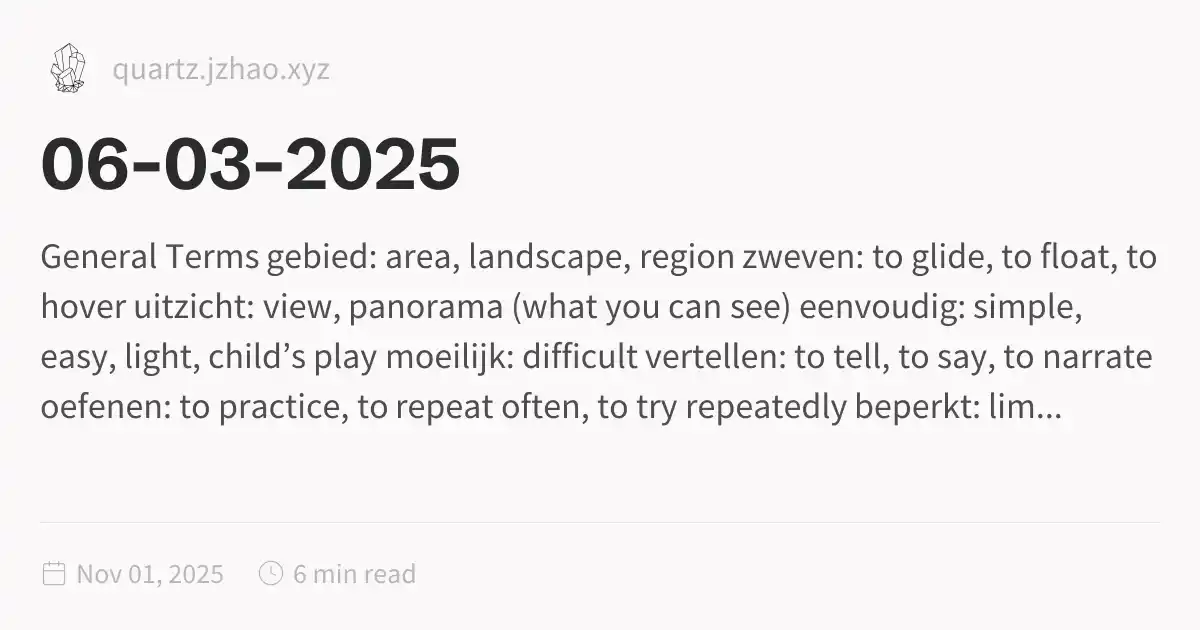 quartz.jzhao.xyz
06-03-2025
General Terms gebied: area, landscape, region zweven: to glide, to float, to
hover uitzicht: view, panorama (what you can see) eenvoudig: simple,
easy, light, child’s play moeilijk: difficult vertellen: to tell, to say, to narrate
oefenen: to practice, to repeat often, to try repeatedly beperkt: lim...
Nov 01, 2025 6 min read